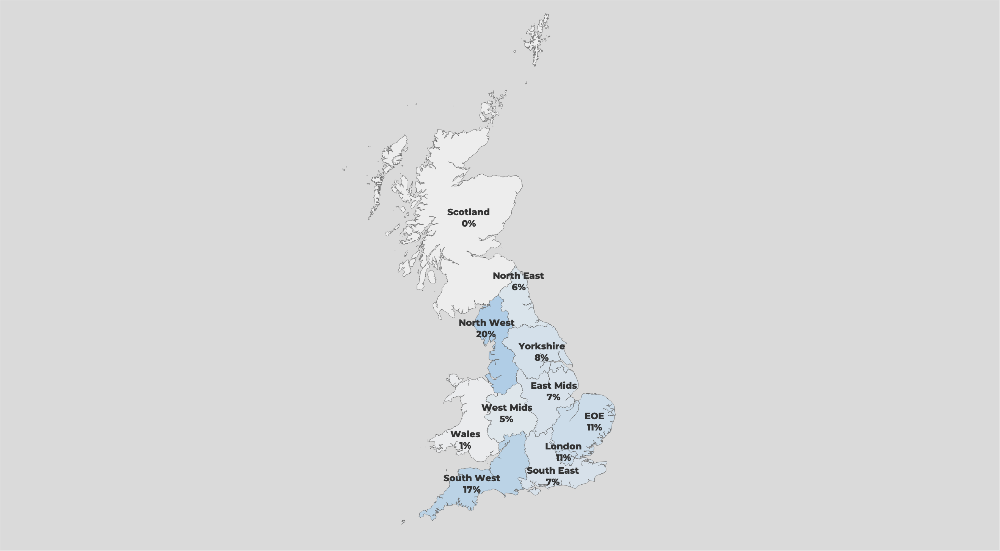 Scotland
0%
North East
6%
North West
20%
Yorkshire
8%
East Mids
7%
West Mids
5%
EOE
11%
Wales
1%
London
11%
South East
7%
South West
17%